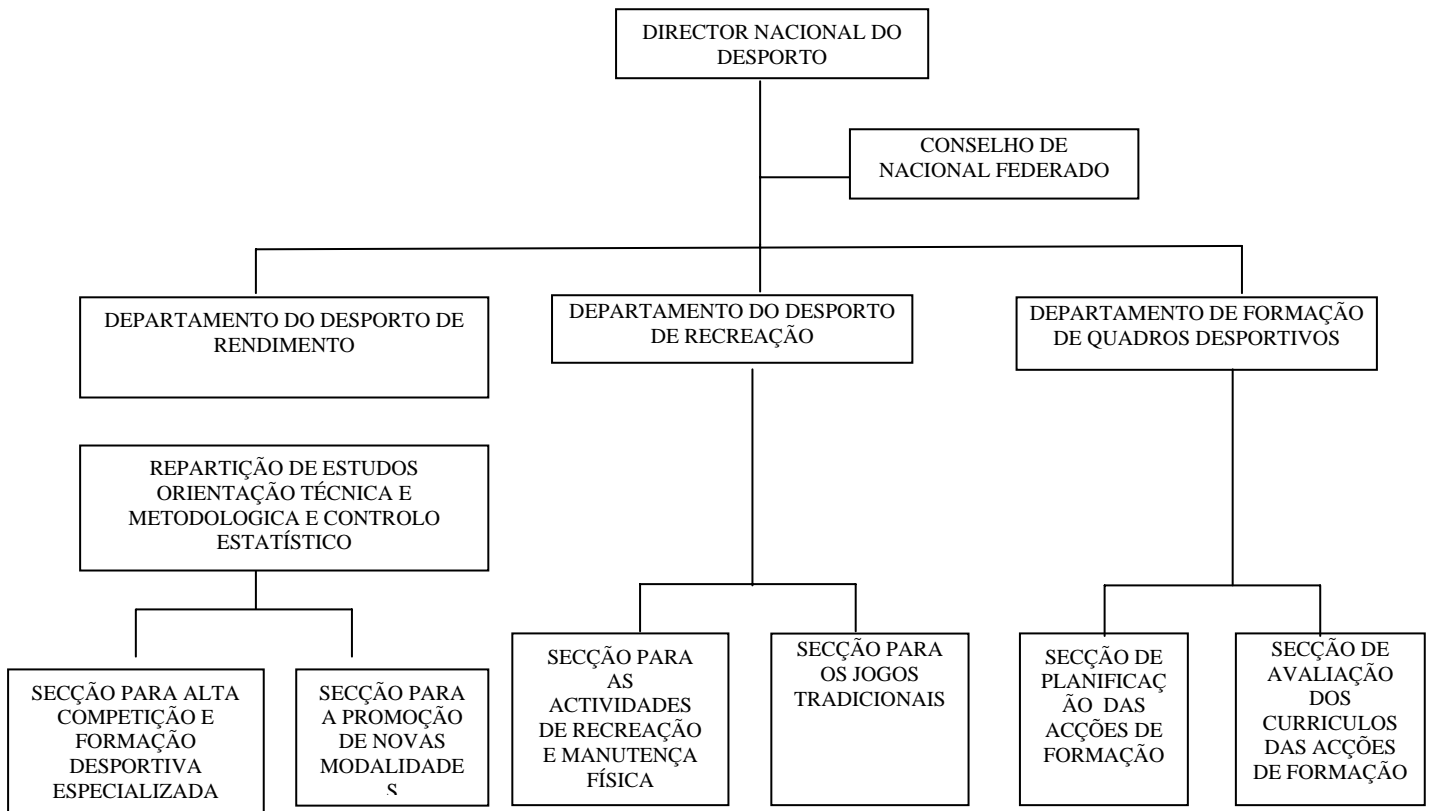 DIRECTOR NACIONAL DO
DESPORTO
CONSELHO DE
NACIONAL FEDERADO
DEPARTAMENTO DO DESPORTO DE
RENDIMENTO
DEPARTAMENTO DO DESPORTO
DE RECREAÇÃO
DEPARTAMENTO DE FORMAÇÃO
DE QUADROS DESPORTIVOS
REPARTIÇÃO DE ESTUDOS
ORIENTAÇÃO TÉCNICA E
METODOLOGICA E CONTROLO
ESTATÍSTICO
SECÇÃO PARA ALTA
COMPETIÇÃO E
FORMAÇÃO
DESPORTIVA
ESPECIALIZADA
SECÇÃO PARA
A PROMOÇÃO
DE NOVAS
MODALIDADE
S
SECÇÃO PARA
AS
ACTIVIDADES
DE RECREAÇÃO
E MANUTENÇA
FÍSICA
SECÇÃO PARA
OS JOGOS
TRADICIONAIS
SECÇÃO DE
PLANIFICAÇ
ÃO DAS
ACÇÕES DE
FORMAÇÃO
SECÇÃO DE
AVALIAÇÃO
DOS
CURRICULOS
DAS ACÇÕES
DE FORMAÇÃO